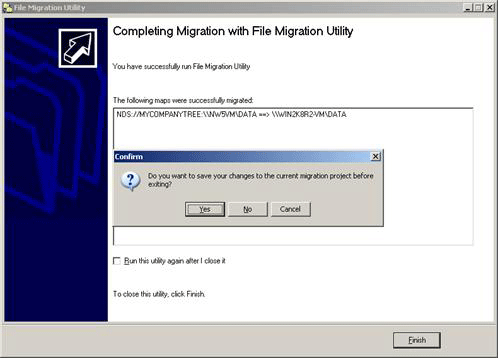 File Migration Utility
Completing Migration with File Migration Utility
You have successfully run File Migration Utility
The following maps were successfully migrated:
NDS://MYCOMPANYTREE:\\NW5VM\DATA ==> \\WIN2K8R2-VM\DATA
Confirm
Do you want to save your changes to the current migration project before
exiting?
Yes No Cancel
Run this utility again after I close it
To close this utility, click Finish.
Finish